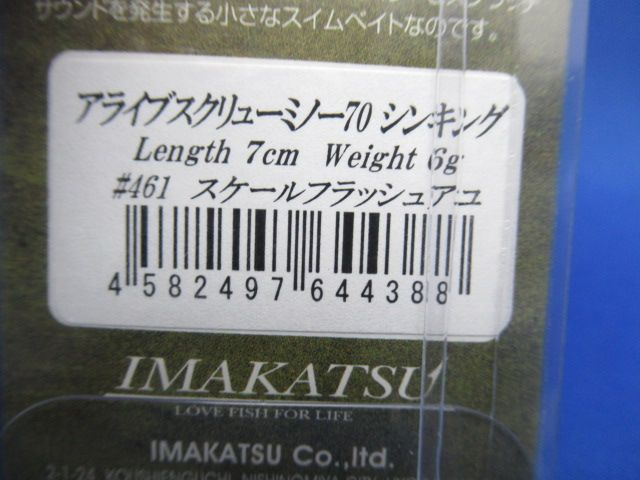 サウンドを発生する小さなスイムベイトなのです。
アライブスクリューミノー70 シンキング
Length 7cm Weight 6g
#461 スケールフラッシュアユ
4 582497 644388
IMAKATSU
LOVE FISH FOR LIFE
IMAKATSU Co.,ltd.